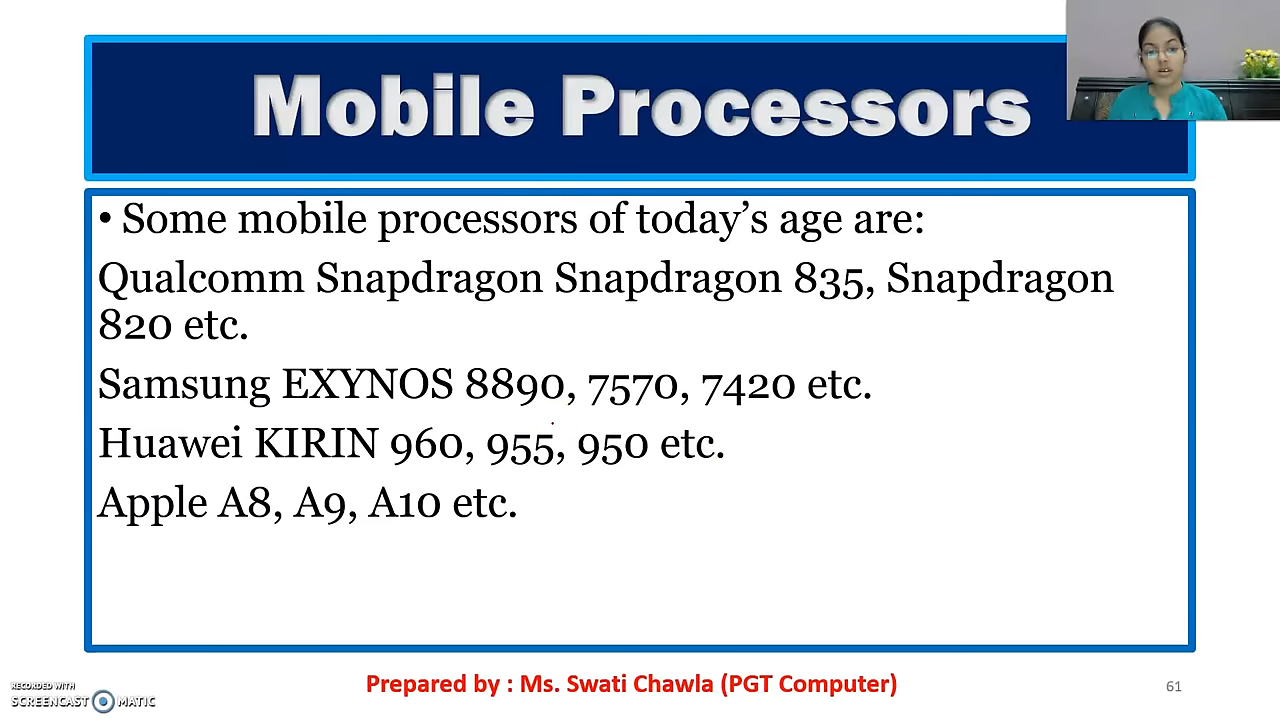 Mobile Processors
• Some mobile processors of today’s age are:
Qualcomm Snapdragon Snapdragon 835, Snapdragon
820 etc.
Samsung EXYNOS 8890, 7570, 7420 etc.
Huawei KIRIN 960, 955, 950 etc.
Apple A8, A9, A10 etc.
Prepared by : Ms. Swati Chawla (PGT Computer)
61
RECORDED WITH
SCREENCAST MATIC